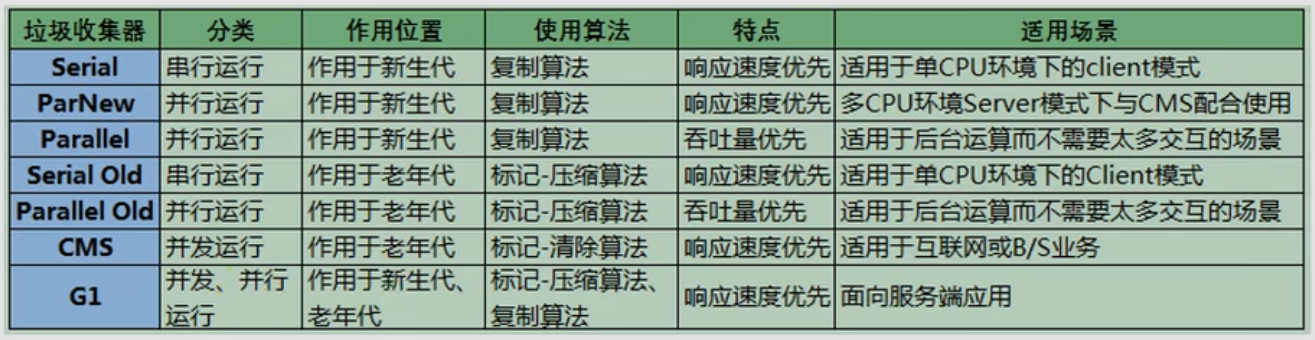 垃圾收集器 分类 作用位置 使用算法 特点 适用场景
Serial 串行运行 作用于新生代 复制算法 响应速度优先 适用于单CPU环境下的client模式
ParNew 并行运行 作用于新生代 复制算法 响应速度优先 多CPU环境Server模式下与CMS配合使用
Parallel 并行运行 作用于新生代 复制算法 吞吐量优先 适用于后台运算而不需要太多交互的场景
Serial Old 串行运行 作用于老年代 标记-压缩算法 响应速度优先 适用于单CPU环境下的Client模式
Parallel Old 并行运行 作用于老年代 标记-压缩算法 吞吐量优先 适用于后台运算而不需要太多交互的场景
CMS 并发运行 作用于老年代 标记-清除算法 响应速度优先 适用于互联网或B/S业务
G1 并发、并行 作用于新生代、 标记-压缩算法、 响应速度优先 面向服务端应用
运行 老年代 复制算法